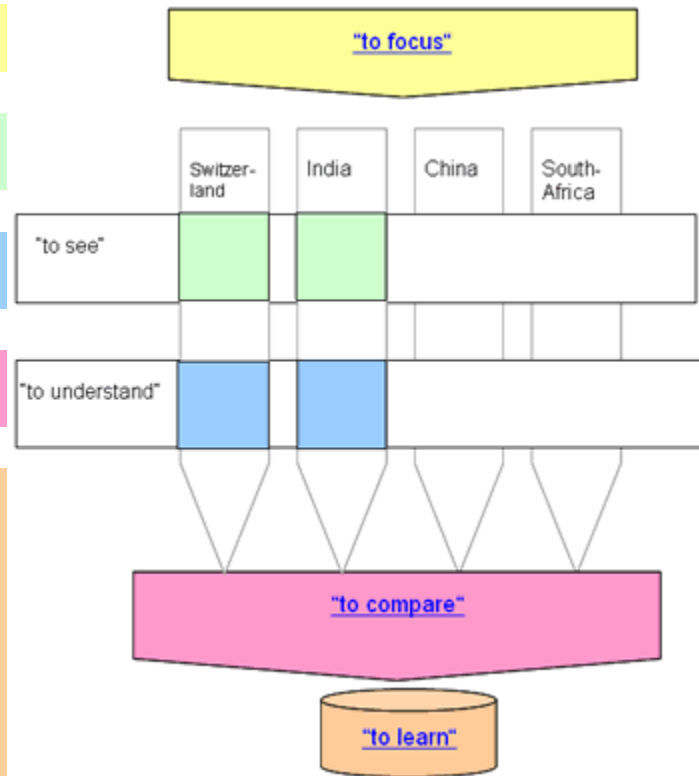 "to focus"
Switzer-
land
India
China
South-
Africa
"to see"
"to understand"
"to compare"
"to learn"